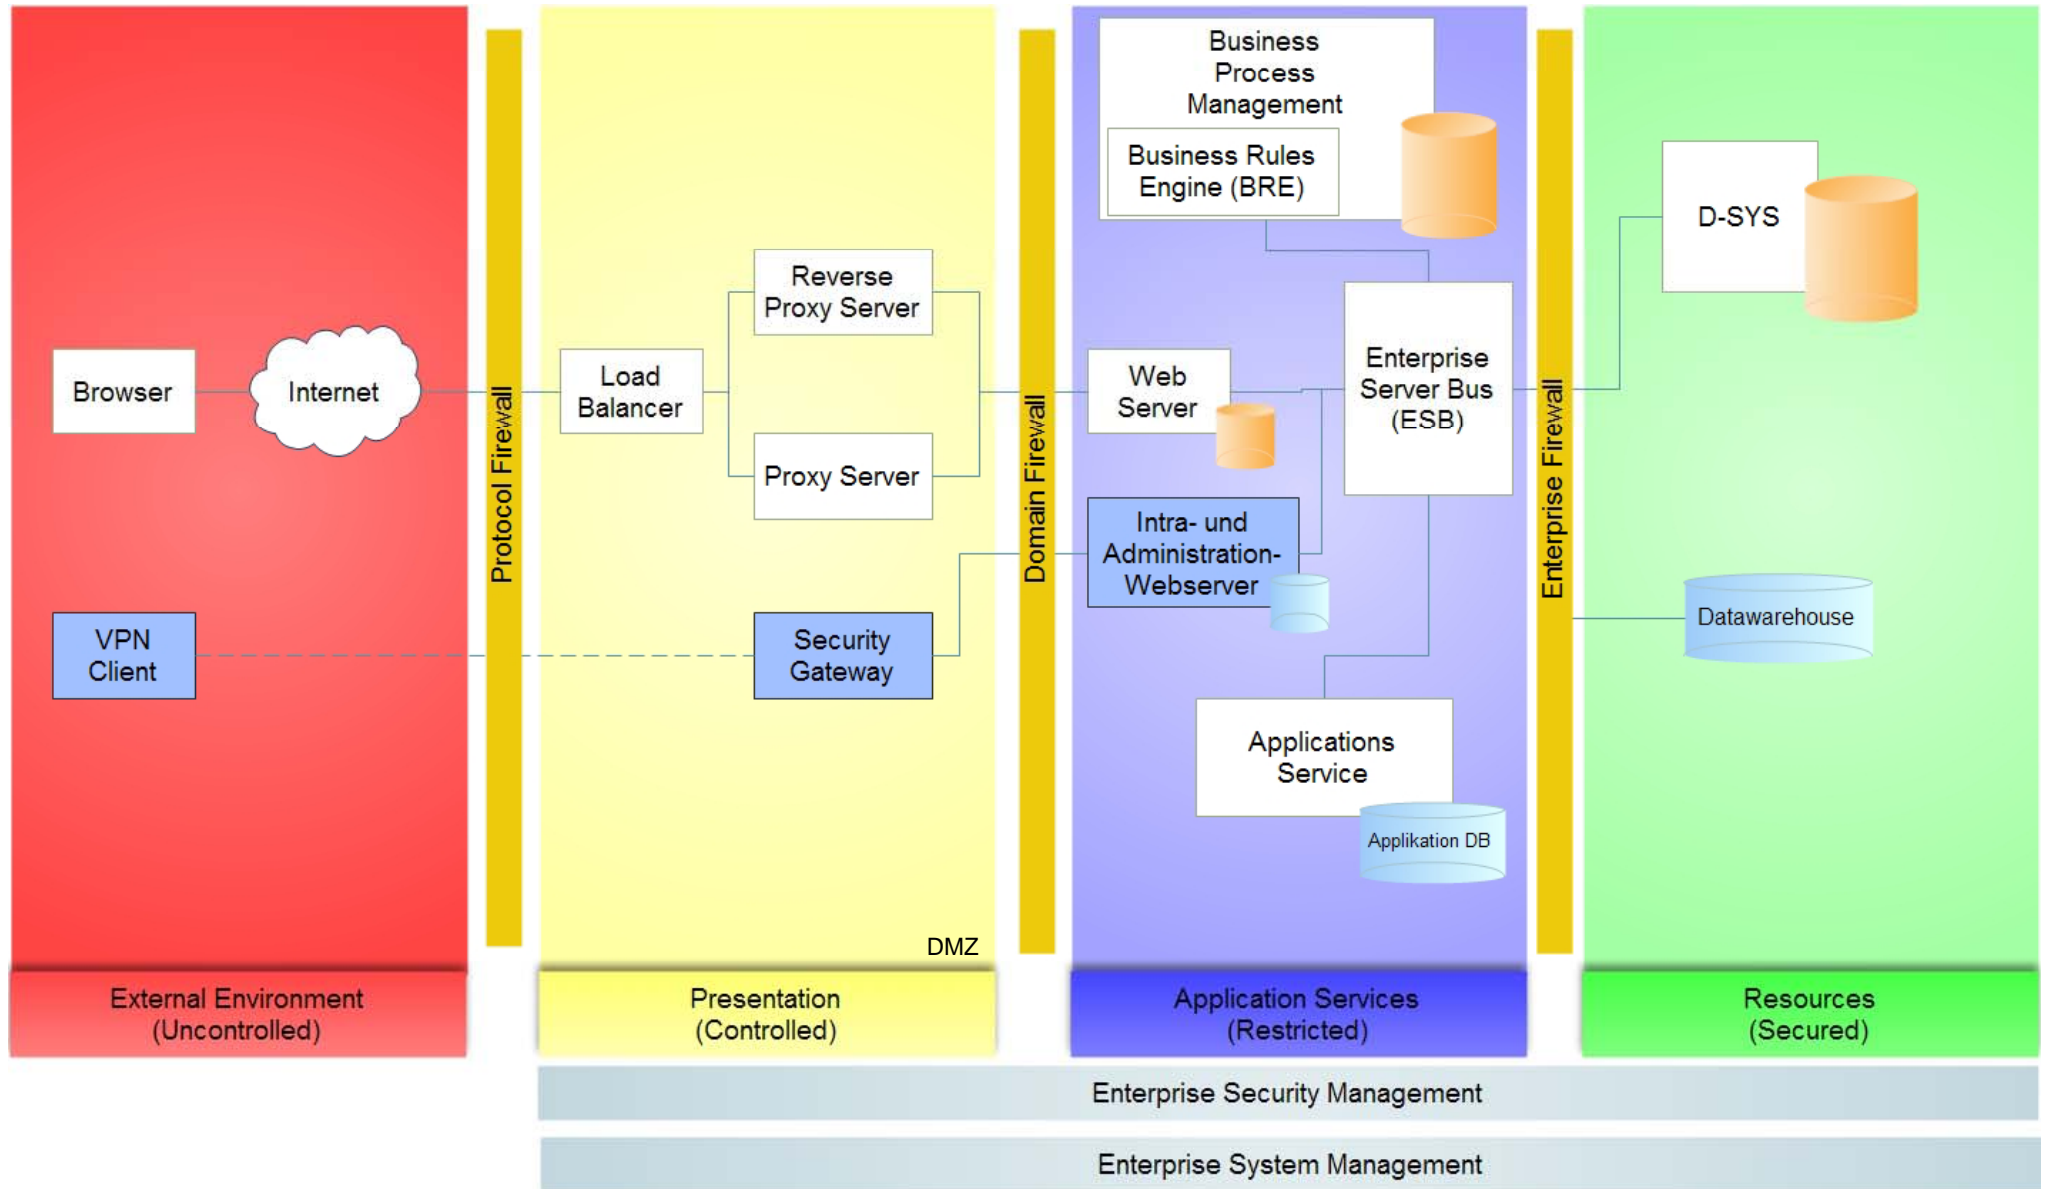 Browser
Internet
VPN
Client
External Environment
(Uncontrolled)
Protocol Firewall
Load
Balancer
Reverse
Proxy Server
Proxy Server
Security
Gateway
DMZ
Presentation
(Controlled)
Domain Firewall
Business
Process
Management
Business Rules
Engine (BRE)
Web
Server
Enterprise
Server Bus
(ESB)
Intra- und
Administration-
Webserver
Applications
Service
Applikation DB
Application Services
(Restricted)
Enterprise Firewall
D-SYS
Datawarehouse
Resources
(Secured)
Enterprise Security Management
Enterprise System Management